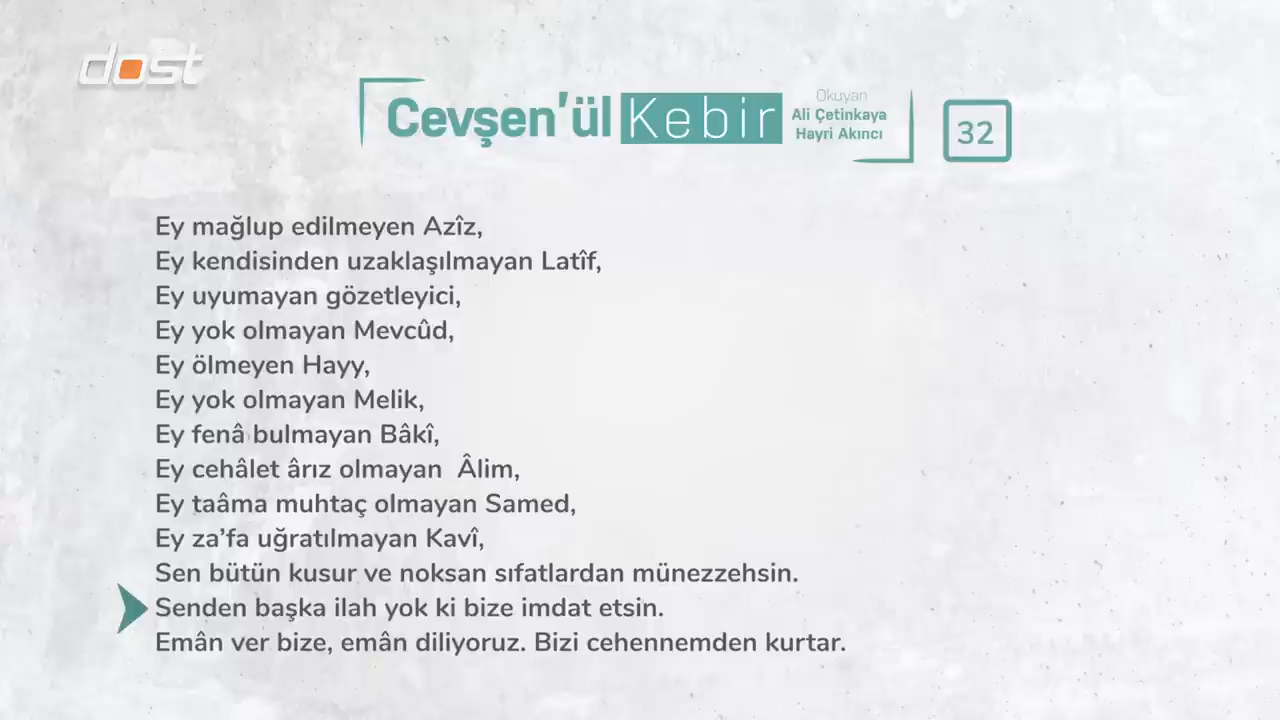 dost
Cevşen'ül Kebir
Okuyan
Ali Çetinkaya
Hayri Akıncı
32
Ey mağlup edilmeyen Azîz,
Ey kendisinden uzaklaşılmayan Latîf,
Ey uyumayan gözetleyici,
Ey yok olmayan Mevcûd,
Ey ölmeyen Hayy,
Ey yok olmayan Melik,
Ey fenâ bulmayan Bâkî,
Ey cehâlet ârız olmayan  Âlim,
Ey taâma muhtaç olmayan Samed,
Ey za'fa uğratılmayan Kavî,
Sen bütün kusur ve noksan sıfatlardan münezzehsin.
Senden başka ilah yok ki bize imdat etsin.
Emân ver bize, emân diliyoruz. Bizi cehennemden kurtar.